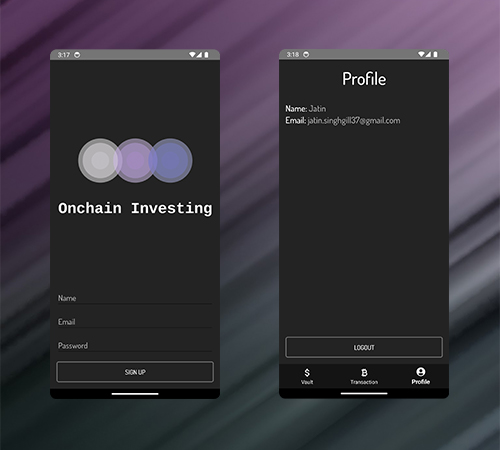 3:17
Onchain Investing
Name
Email
Password
SIGN UP
3:18
Profile
Name: Jatin
Email: jatin.singhgill37@gmail.com
LOGOUT
Vault
Transaction
Profile